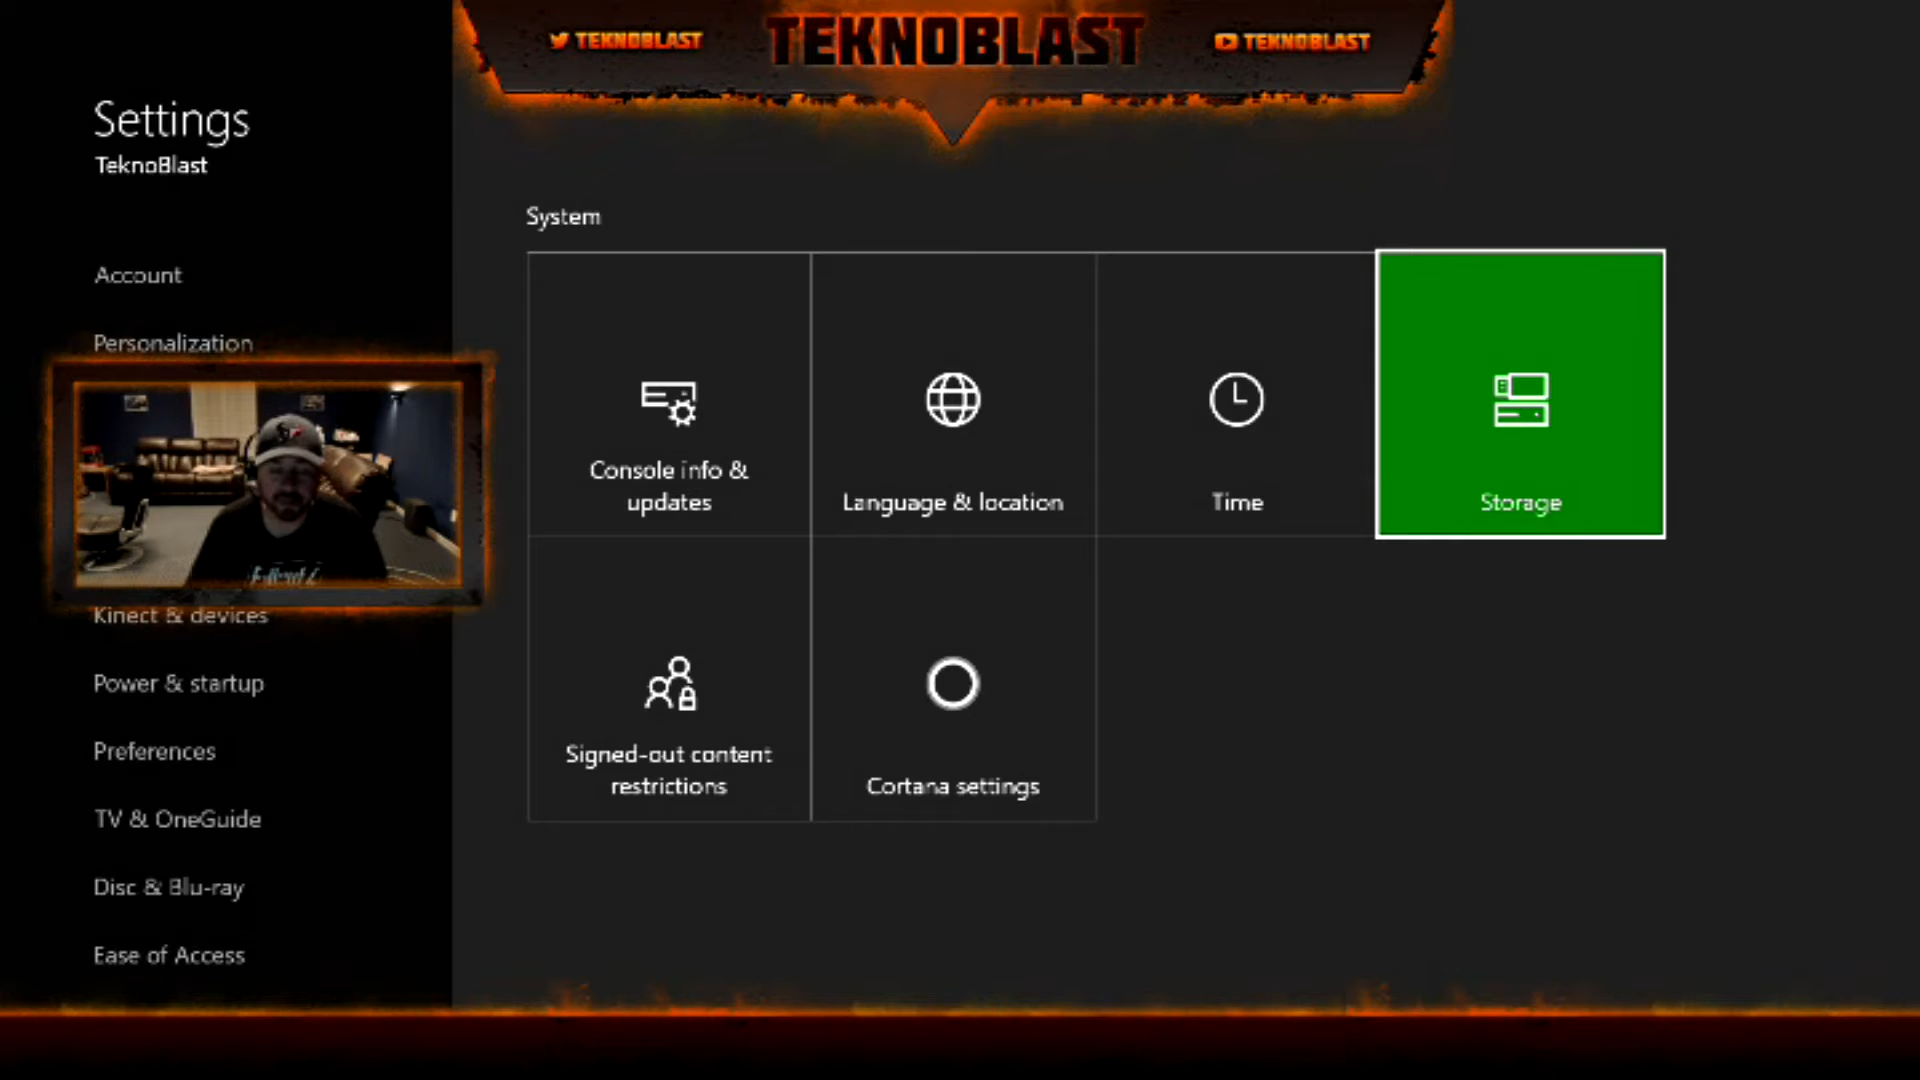 TEKNOBLAST
TEKNOBLAST
TEKNOBLAST
Settings
TeknoBlast
Account
Personalization
Kinect & devices
Power & startup
Preferences
TV & OneGuide
Disc & Blu-ray
Ease of Access
System
Console info &
updates
Language & location
Time
Storage
Signed-out content
restrictions
Cortana settings